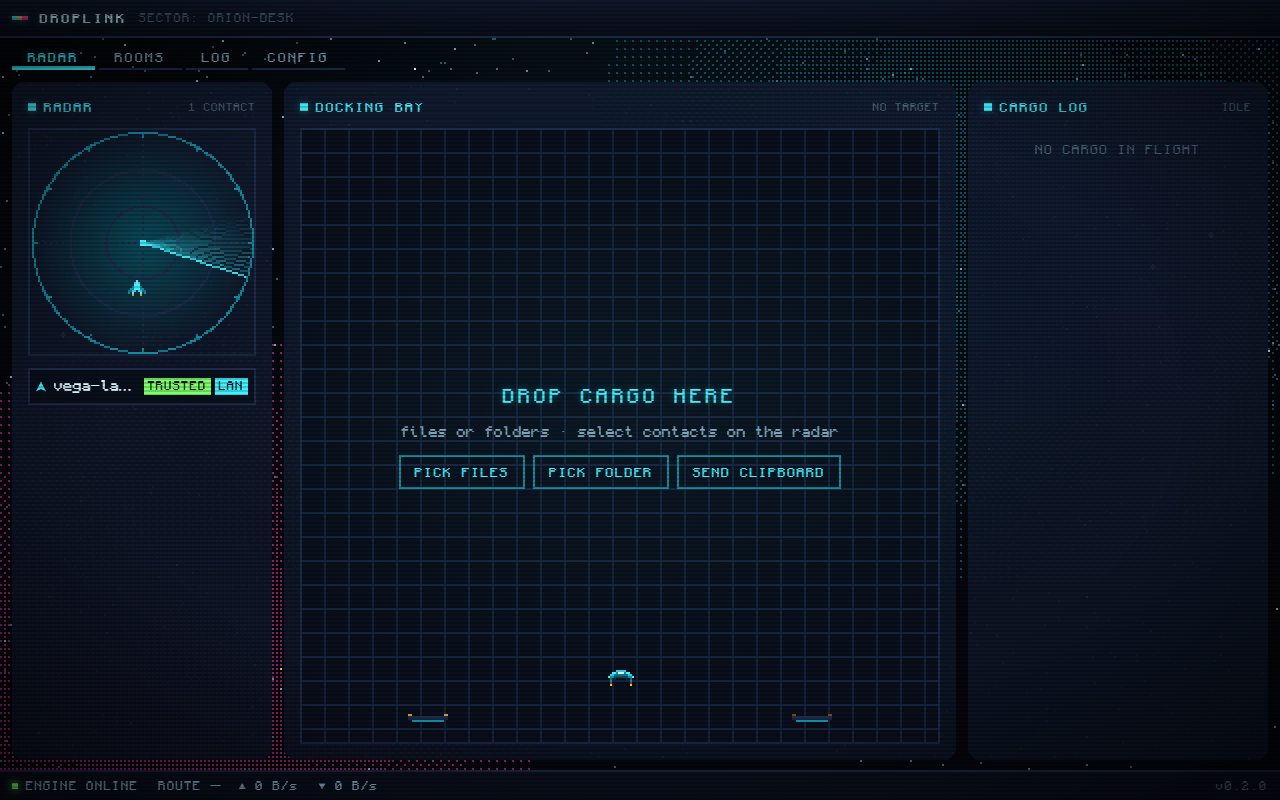 DROPLINK SECTOR: ORION-DESK
RADAR ROOMS LOG CONFIG
RADAR 1 CONTACT
vega-la… TRUSTED LAN
DOCKING BAY NO TARGET
DROP CARGO HERE
files or folders · select contacts on the radar
PICK FILES PICK FOLDER SEND CLIPBOARD
CARGO LOG IDLE
NO CARGO IN FLIGHT
ENGINE ONLINE ROUTE — ▲ 0 B/s ▼ 0 B/s v0.2.0